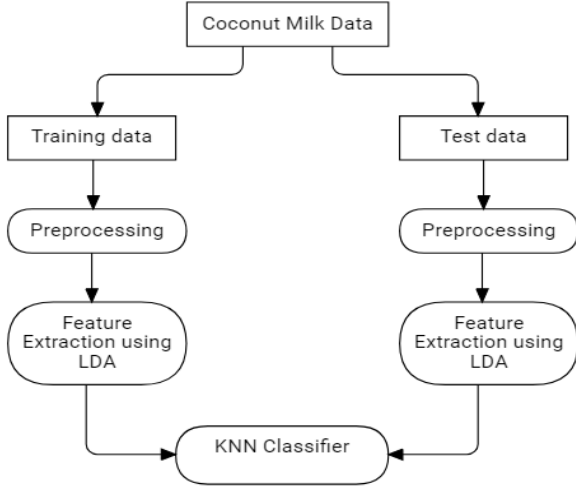 Coconut Milk Data
Training data
Test data
Preprocessing
Preprocessing
Feature
Extraction using
LDA
Feature
Extraction using
LDA
KNN Classifier